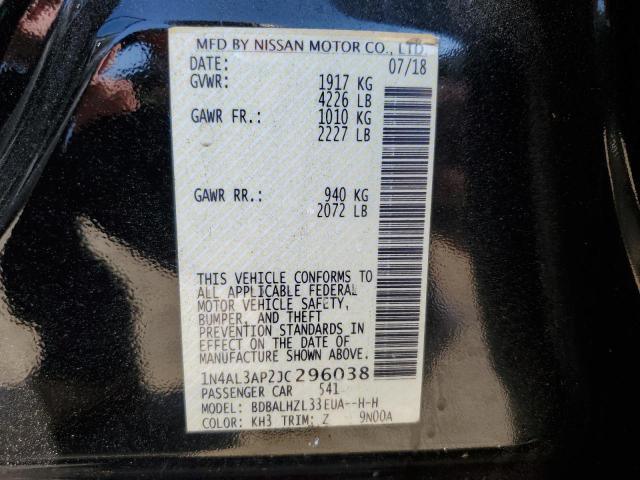 MFD BY NISSAN MOTOR CO., LTD.
DATE: 07/18
GVWR: 1917 KG
4226 LB
GAWR FR.: 1010 KG
2227 LB
GAWR RR.: 940 KG
2072 LB
THIS VEHICLE CONFORMS TO
ALL APPLICABLE FEDERAL
MOTOR VEHICLE SAFETY,
BUMPER, AND THEFT
PREVENTION STANDARDS IN
EFFECT ON THE DATE OF
MANUFACTURE SHOWN ABOVE.
1N4AL3AP2JC296038
PASSENGER CAR 541
MODEL: BDBALHZL33EUA--H-H
COLOR: KH3 TRIM: Z 9N00A